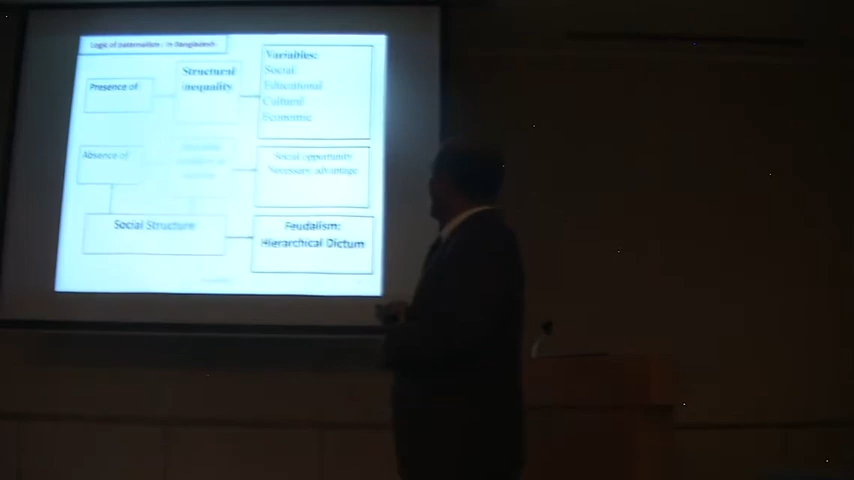 Logic of paternalism : In Bangladesh
Presence of
Structural
inequality
Variables:
Social
Educational
Cultural
Economic
Absence of
Social opportunity
Necessary advantage
Social Structure
Feudalism:
Hierarchical Dictum